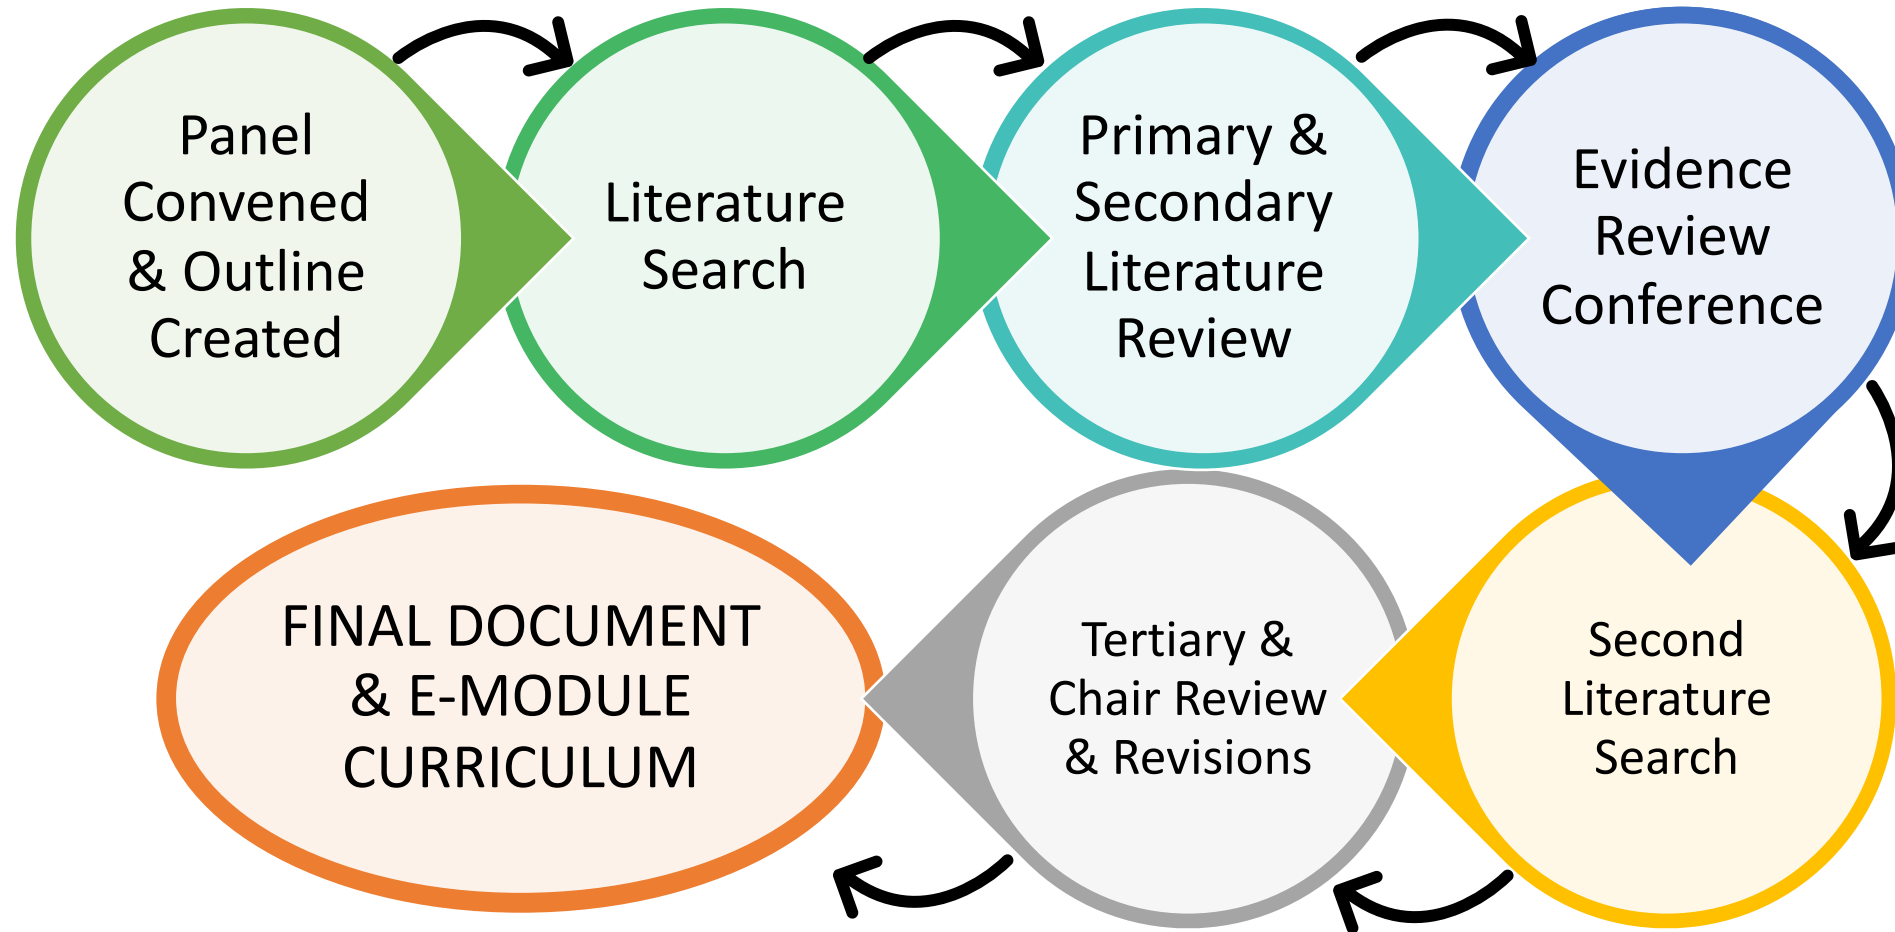 Panel
Convened
& Outline
Created
Literature
Search
Primary &
Secondary
Literature
Review
Evidence
Review
Conference
Second
Literature
Search
Tertiary &
Chair Review
& Revisions
FINAL DOCUMENT
& E-MODULE
CURRICULUM